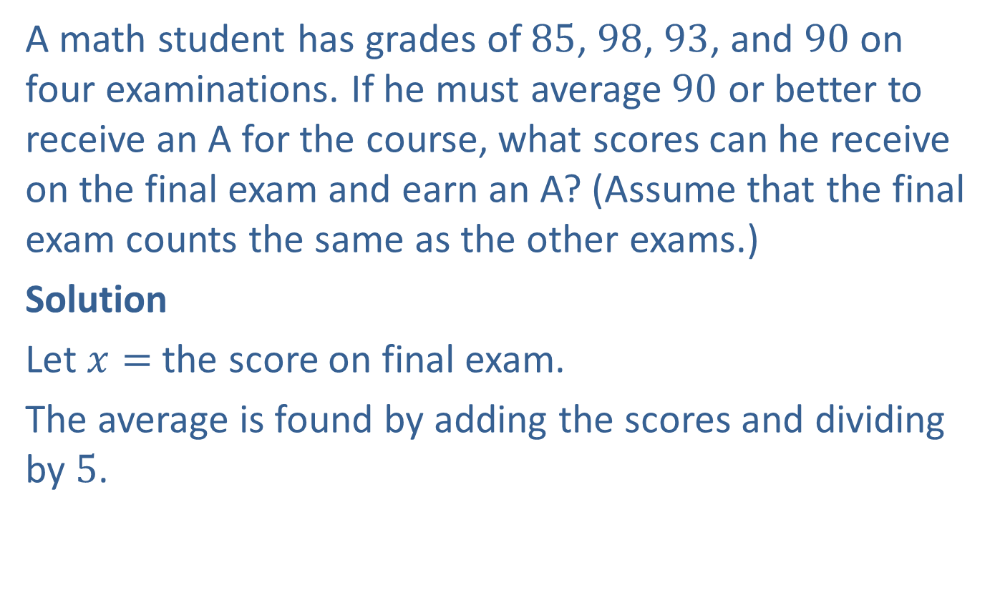 A math student has grades of 85, 98, 93, and 90 on
four examinations. If he must average 90 or better to
receive an A for the course, what scores can he receive
on the final exam and earn an A? (Assume that the final
exam counts the same as the other exams.)
Solution
Let x = the score on final exam.
The average is found by adding the scores and dividing
by 5.